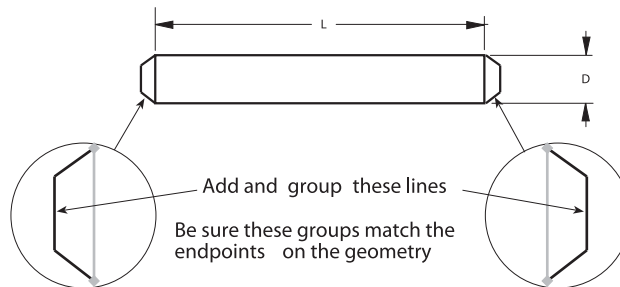 L
D
Add and group these lines
Be sure these groups match the
endpoints on the geometry